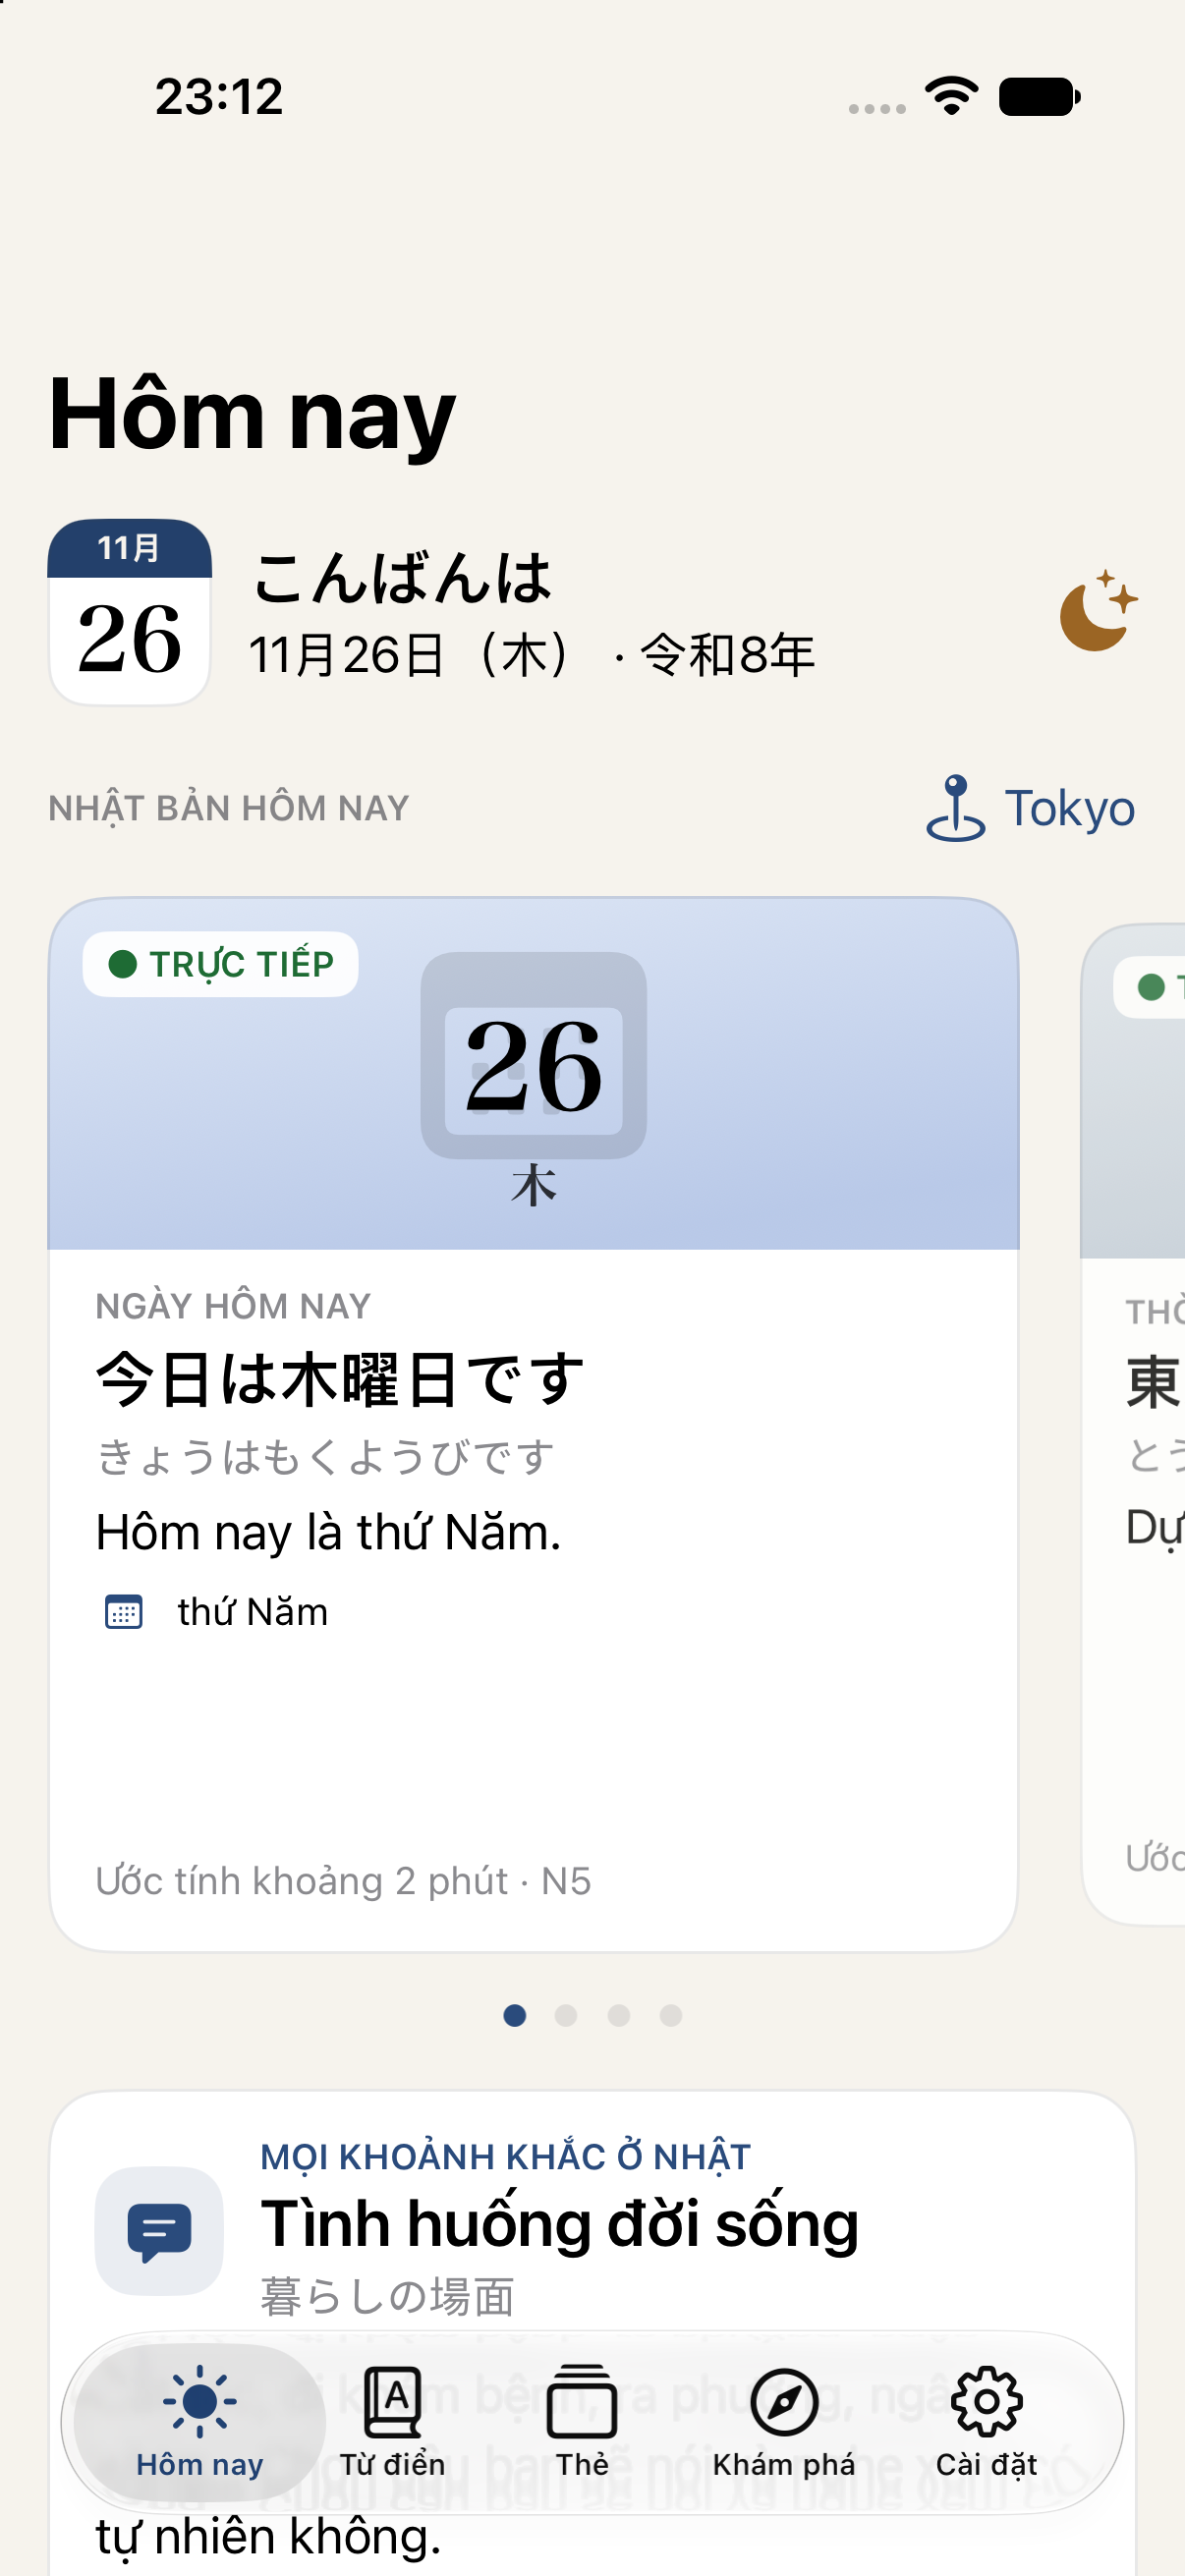 23:12
Hôm nay
11月
26
こんばんは
11月26日（木） · 令和8年
NHẬT BẢN HÔM NAY
Tokyo
TRỰC TIẾP
26
木
NGÀY HÔM NAY
今日は木曜日です
きょうはもくようびです
Hôm nay là thứ Năm.
thứ Năm
Ước tính khoảng 2 phút · N5
東
Dự
MỌI KHOẢNH KHẮC Ở NHẬT
Tình huống đời sống
暮らしの場面
Hôm nay
Từ điển
Thẻ
Khám phá
Cài đặt
tự nhiên không.